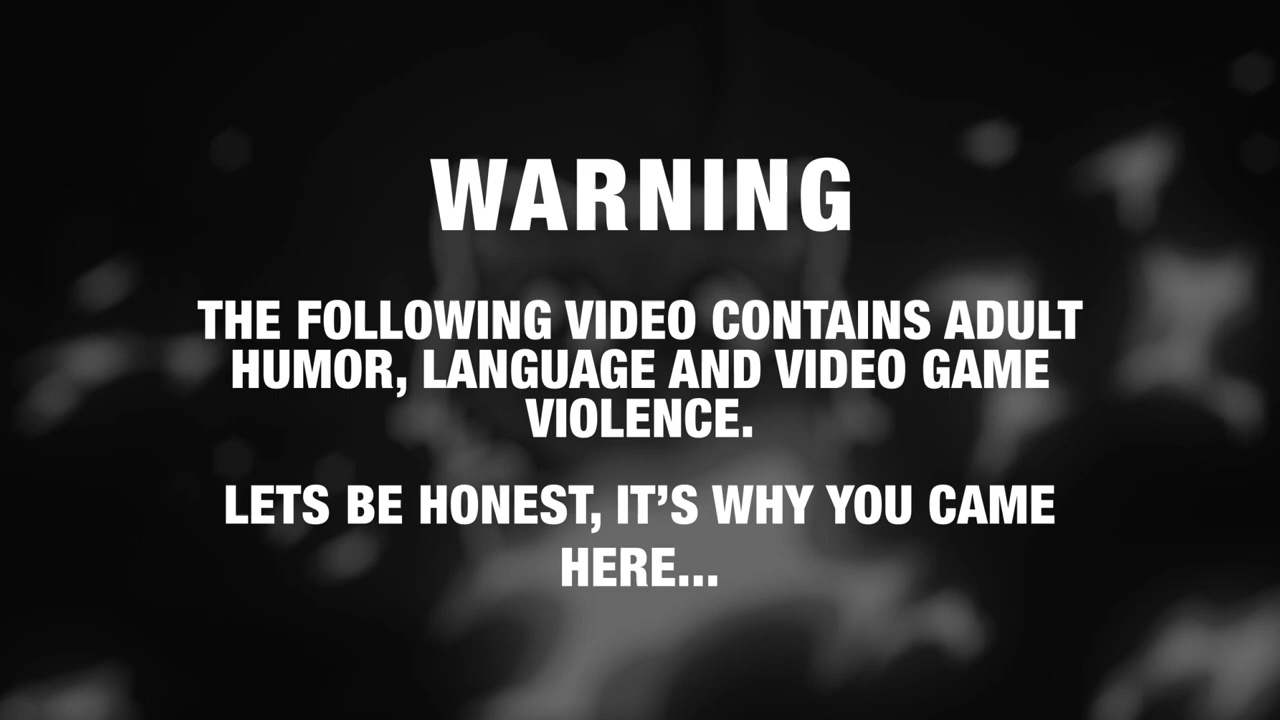 WARNING
THE FOLLOWING VIDEO CONTAINS ADULT
HUMOR, LANGUAGE AND VIDEO GAME
VIOLENCE.
LETS BE HONEST, IT’S WHY YOU CAME
HERE...